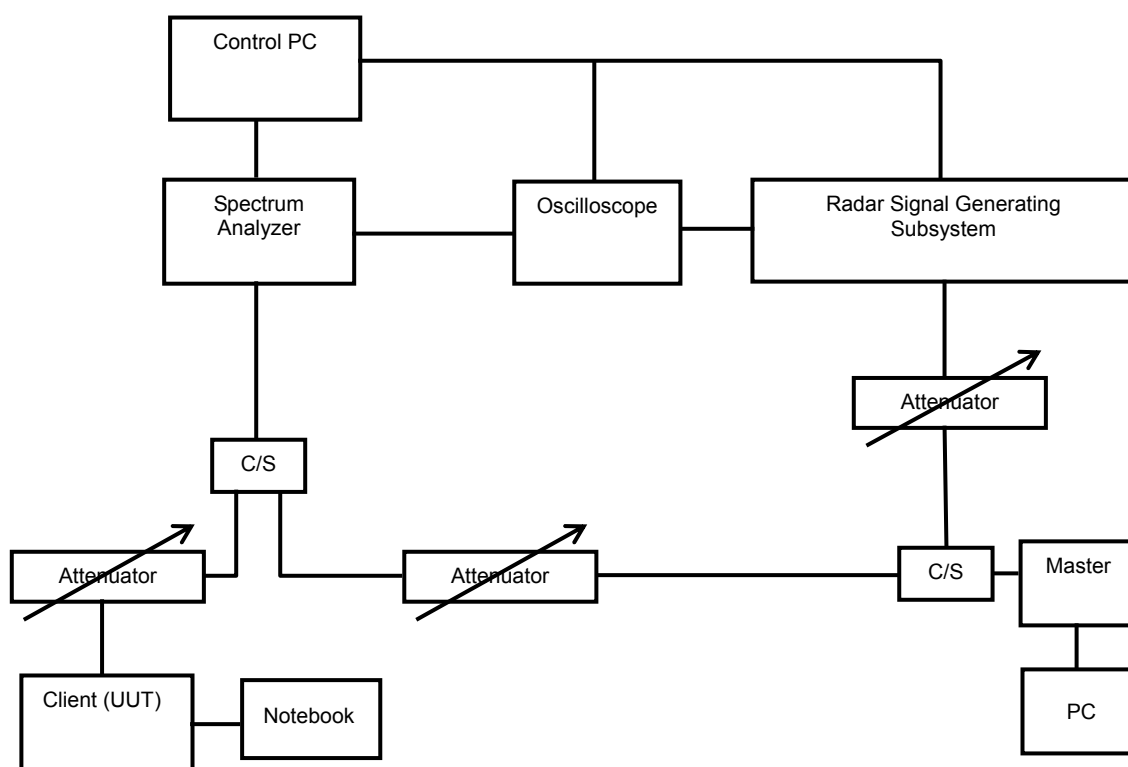 Control PC
Spectrum
Analyzer
Oscilloscope
Radar Signal Generating
Subsystem
Attenuator
C/S
Attenuator
Attenuator
C/S
Master
Client (UUT)
Notebook
PC